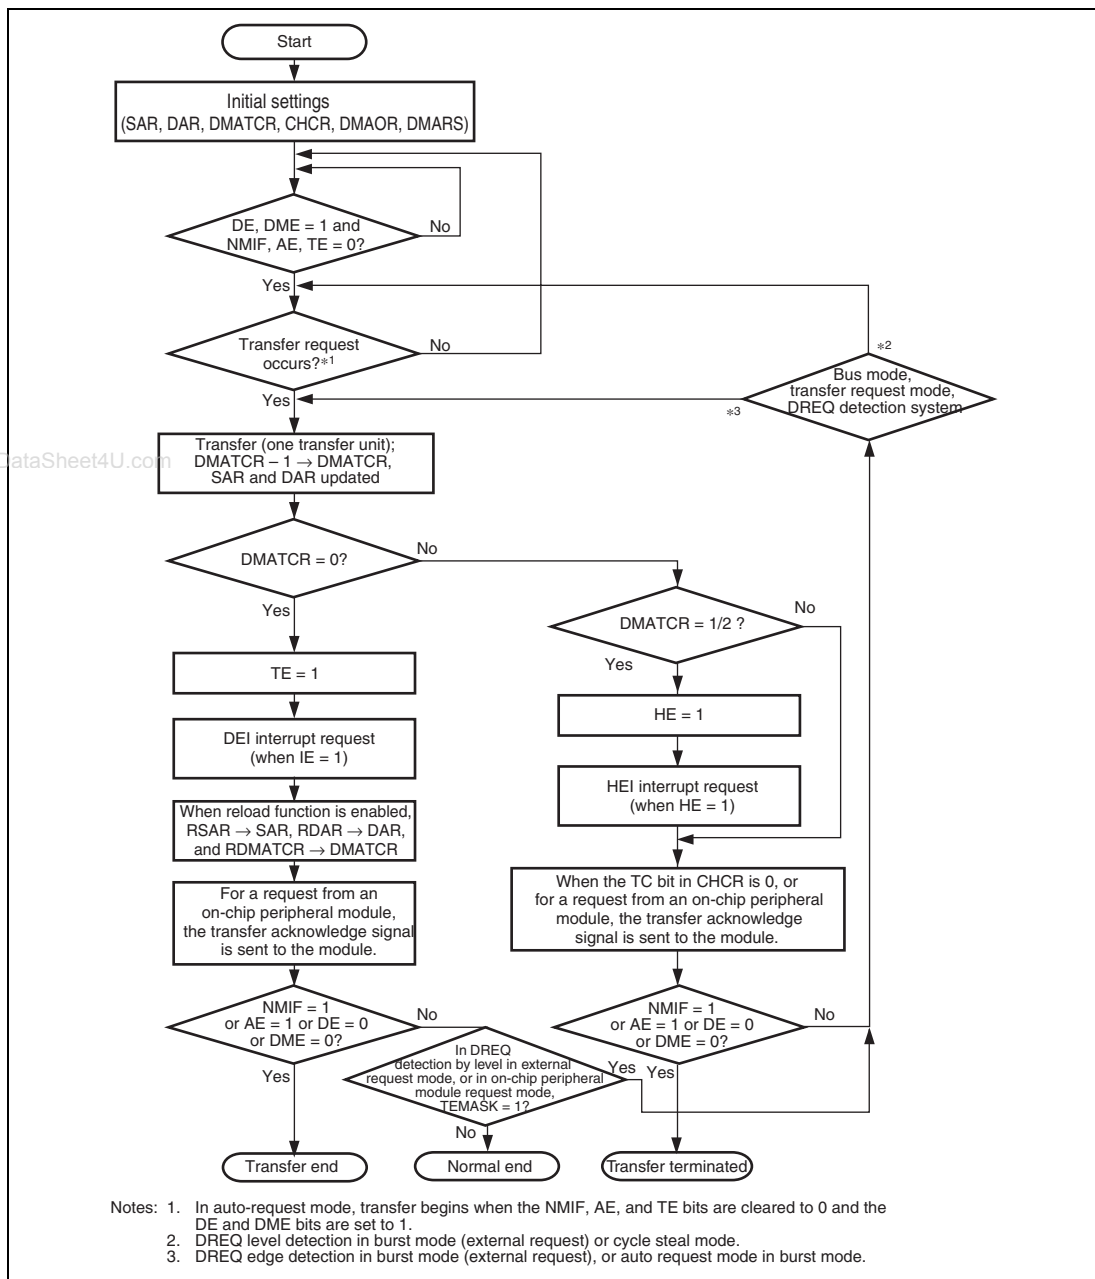 Start
Initial settings
(SAR, DAR, DMATCR, CHCR, DMAOR, DMARS)
DE, DME = 1 and
NMIF, AE, TE = 0?
No
Yes
Transfer request
occurs?*1
No
Yes
*2
Bus mode,
transfer request mode,
DREQ detection system
*3
Transfer (one transfer unit);
DMATCR – 1 → DMATCR,
SAR and DAR updated
DataSheet4U.com
DMATCR = 0?
No
Yes
DMATCR = 1/2 ?
No
Yes
TE = 1
HE = 1
DEI interrupt request
(when IE = 1)
HEI interrupt request
(when HE = 1)
When reload function is enabled,
RSAR → SAR, RDAR → DAR,
and RDMATCR → DMATCR
For a request from an
on-chip peripheral module,
the transfer acknowledge signal
is sent to the module.
When the TC bit in CHCR is 0, or
for a request from an on-chip peripheral
module, the transfer acknowledge
signal is sent to the module.
NMIF = 1
or AE = 1 or DE = 0
or DME = 0?
No
Yes
In DREQ
detection by level in external
request mode, or in on-chip peripheral
module request mode,
TEMASK = 1?
Yes
No
NMIF = 1
or AE = 1 or DE = 0
or DME = 0?
No
Yes
Transfer end
Normal end
Transfer terminated
Notes: 1. In auto-request mode, transfer begins when the NMIF, AE, and TE bits are cleared to 0 and the
DE and DME bits are set to 1.
2. DREQ level detection in burst mode (external request) or cycle steal mode.
3. DREQ edge detection in burst mode (external request), or auto request mode in burst mode.